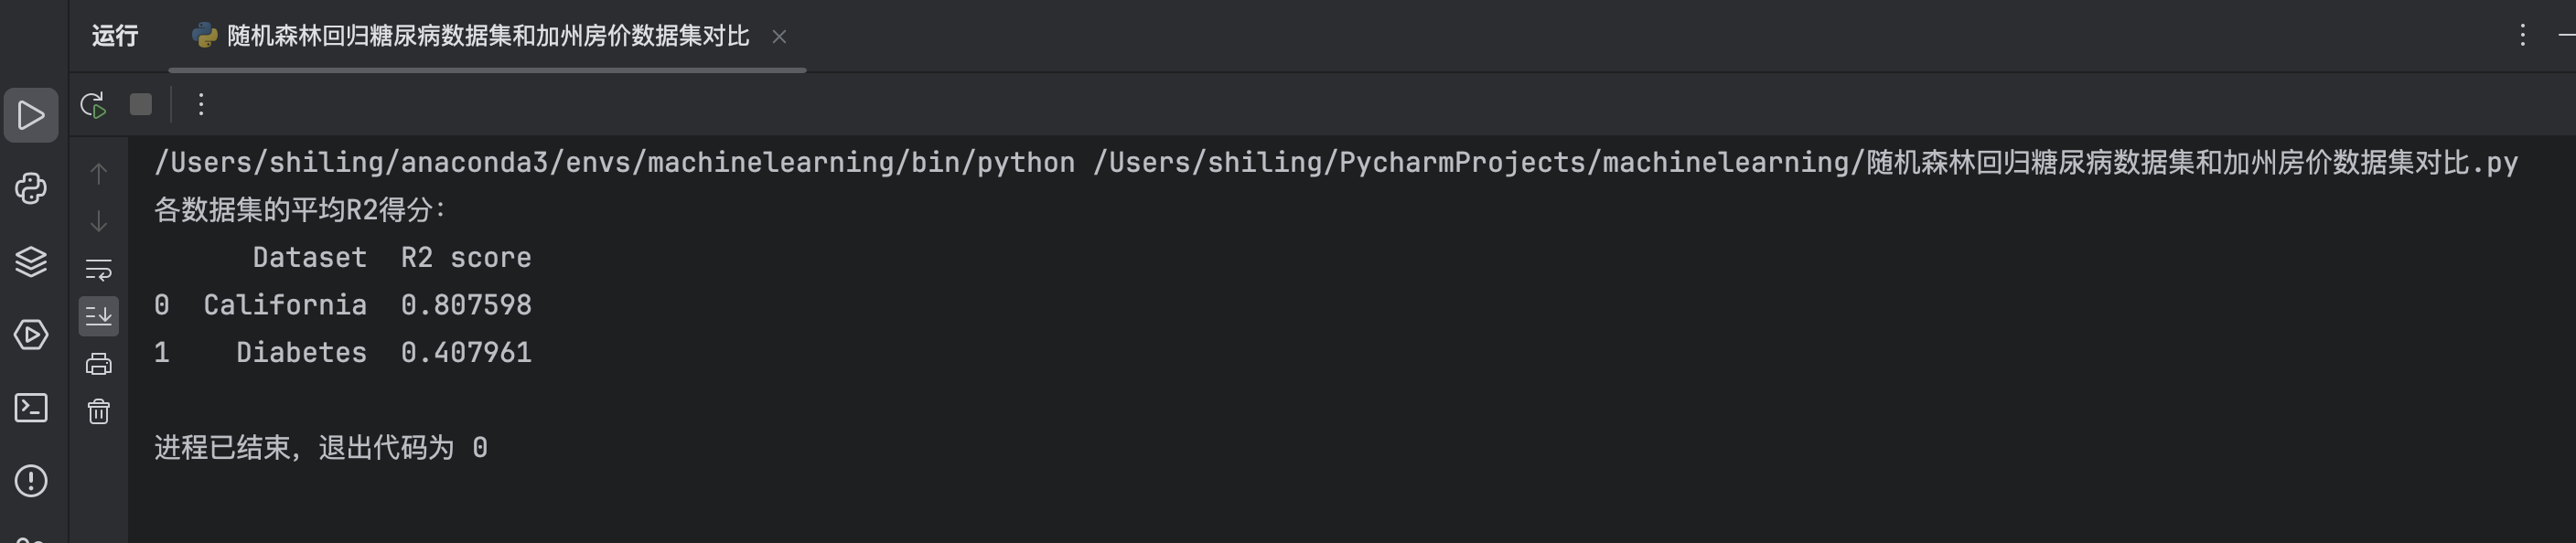 运行 随机森林回归糖尿病数据集和加州房价数据集对比
/Users/shiling/anaconda3/envs/machinelearning/bin/python /Users/shiling/PycharmProjects/machinelearning/随机森林回归糖尿病数据集和加州房价数据集对比.py
各数据集的平均R2得分：
Dataset  R2 score
0  California  0.807598
1    Diabetes  0.407961
进程已结束，退出代码为 0